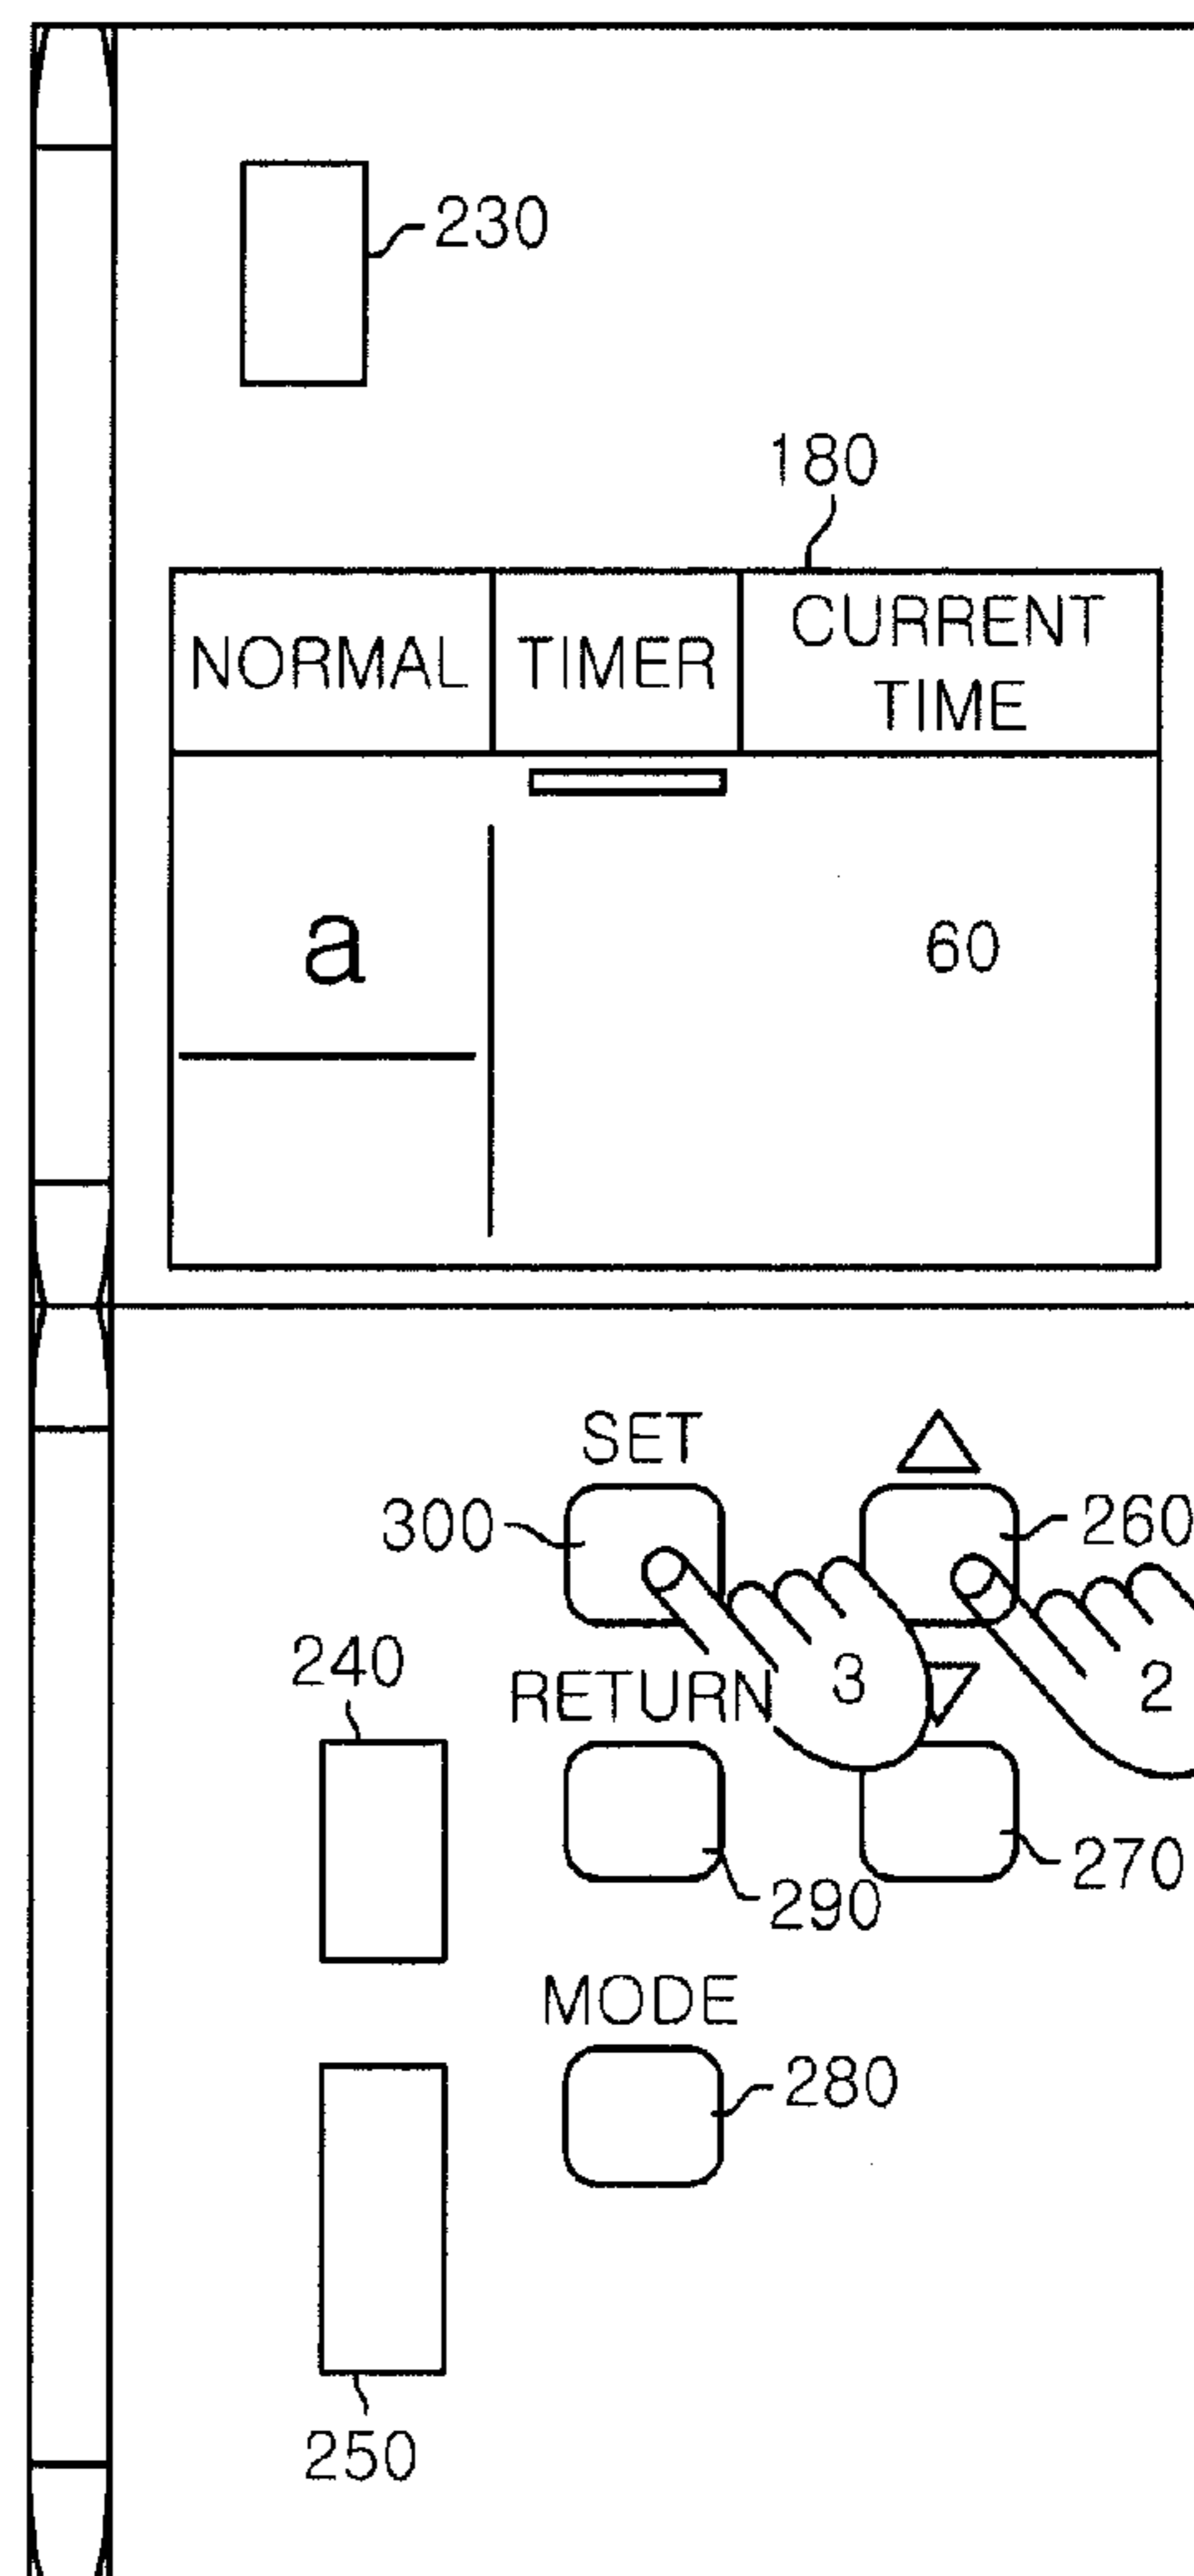 230
180
NORMAL TIMER CURRENT
TIME
a 60
SET △
300 260
240 3 2
RETURN ▽
290 270
MODE
280
250